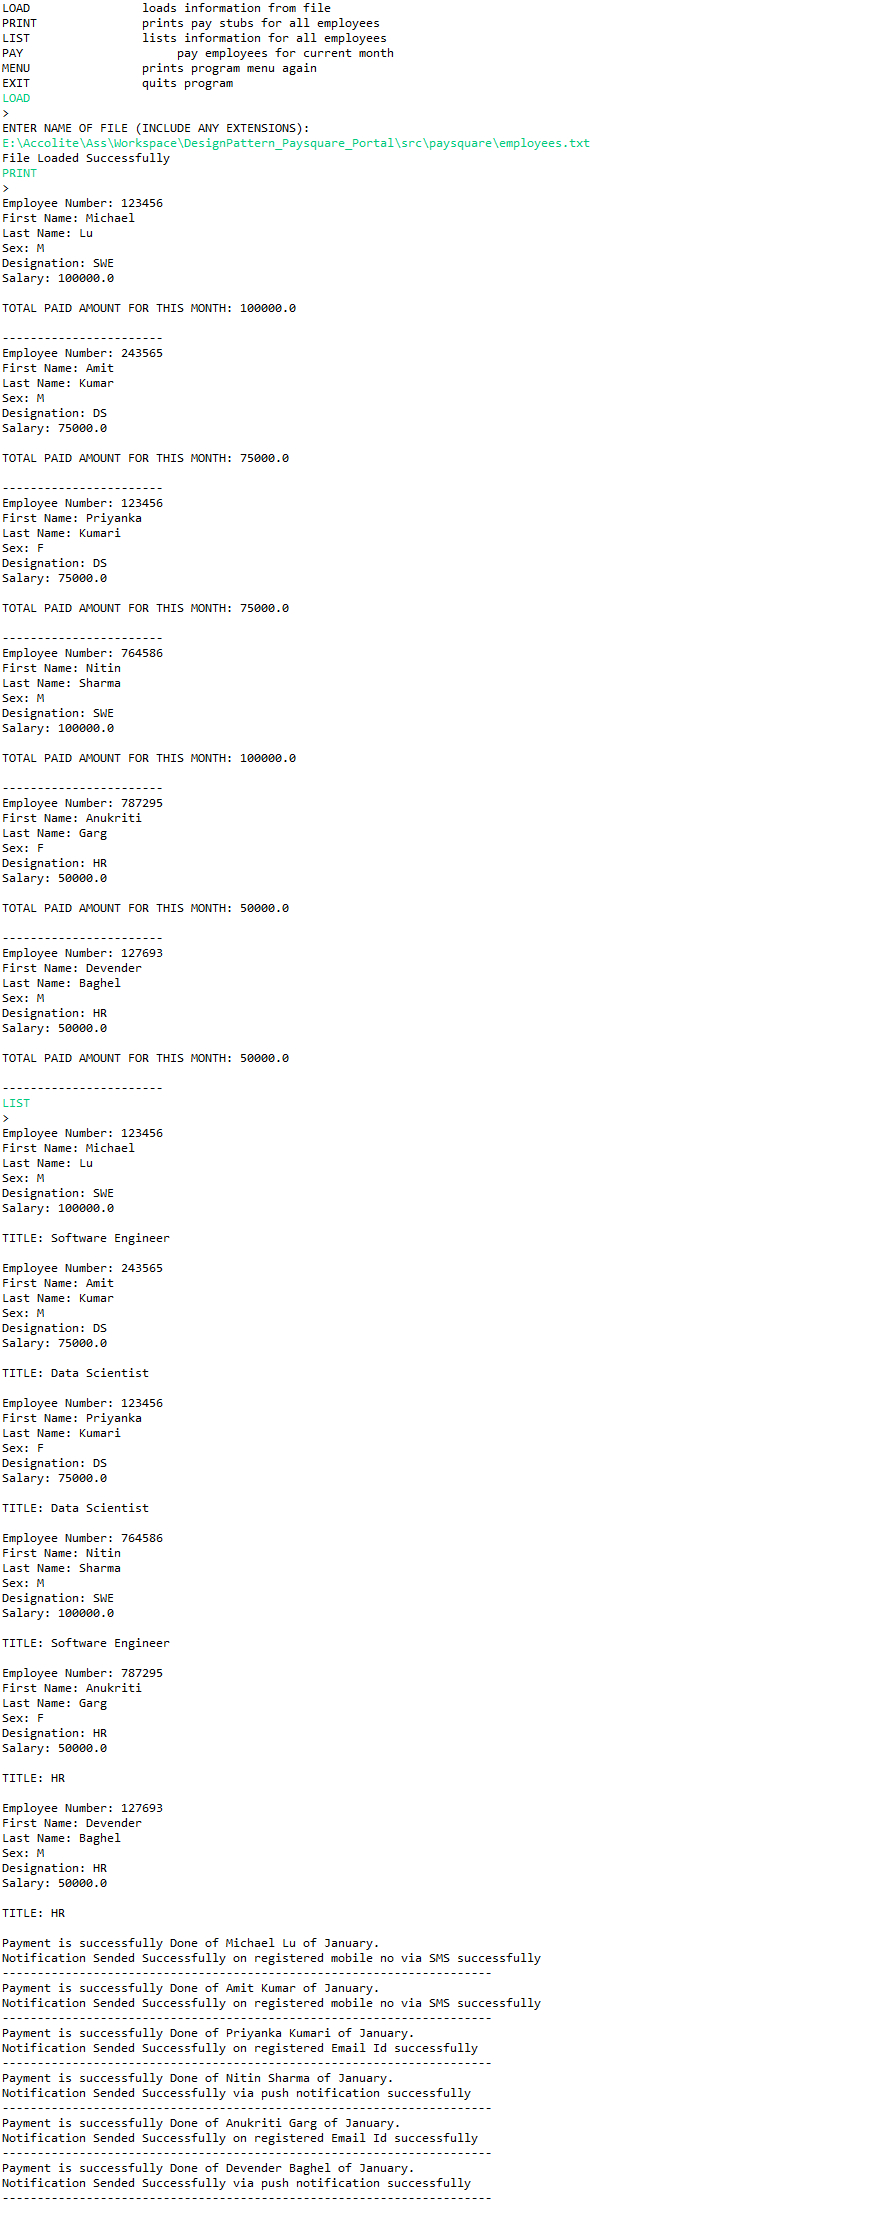 LOAD                loads information from file
PRINT               prints pay stubs for all employees
LIST                lists information for all employees
PAY                      pay employees for current month
MENU                prints program menu again
EXIT                quits program
LOAD
>
ENTER NAME OF FILE (INCLUDE ANY EXTENSIONS):
E:\Accolite\Ass\Workspace\DesignPattern_Paysquare_Portal\src\paysquare\employees.txt
File Loaded Successfully
PRINT
>
Employee Number: 123456
First Name: Michael
Last Name: Lu
Sex: M
Designation: SWE
Salary: 100000.0

TOTAL PAID AMOUNT FOR THIS MONTH: 100000.0

-----------------------
Employee Number: 243565
First Name: Amit
Last Name: Kumar
Sex: M
Designation: DS
Salary: 75000.0

TOTAL PAID AMOUNT FOR THIS MONTH: 75000.0

-----------------------
Employee Number: 123456
First Name: Priyanka
Last Name: Kumari
Sex: F
Designation: DS
Salary: 75000.0

TOTAL PAID AMOUNT FOR THIS MONTH: 75000.0

-----------------------
Employee Number: 764586
First Name: Nitin
Last Name: Sharma
Sex: M
Designation: SWE
Salary: 100000.0

TOTAL PAID AMOUNT FOR THIS MONTH: 100000.0

-----------------------
Employee Number: 787295
First Name: Anukriti
Last Name: Garg
Sex: F
Designation: HR
Salary: 50000.0

TOTAL PAID AMOUNT FOR THIS MONTH: 50000.0

-----------------------
Employee Number: 127693
First Name: Devender
Last Name: Baghel
Sex: M
Designation: HR
Salary: 50000.0

TOTAL PAID AMOUNT FOR THIS MONTH: 50000.0

-----------------------
LIST
>
Employee Number: 123456
First Name: Michael
Last Name: Lu
Sex: M
Designation: SWE
Salary: 100000.0

TITLE: Software Engineer

Employee Number: 243565
First Name: Amit
Last Name: Kumar
Sex: M
Designation: DS
Salary: 75000.0

TITLE: Data Scientist

Employee Number: 123456
First Name: Priyanka
Last Name: Kumari
Sex: F
Designation: DS
Salary: 75000.0

TITLE: Data Scientist

Employee Number: 764586
First Name: Nitin
Last Name: Sharma
Sex: M
Designation: SWE
Salary: 100000.0

TITLE: Software Engineer

Employee Number: 787295
First Name: Anukriti
Last Name: Garg
Sex: F
Designation: HR
Salary: 50000.0

TITLE: HR

Employee Number: 127693
First Name: Devender
Last Name: Baghel
Sex: M
Designation: HR
Salary: 50000.0

TITLE: HR

Payment is successfully Done of Michael Lu of January.
Notification Sended Successfully on registered mobile no via SMS successfully
----------------------------------------------------------------------
Payment is successfully Done of Amit Kumar of January.
Notification Sended Successfully on registered mobile no via SMS successfully
----------------------------------------------------------------------
Payment is successfully Done of Priyanka Kumari of January.
Notification Sended Successfully on registered Email Id successfully
----------------------------------------------------------------------
Payment is successfully Done of Nitin Sharma of January.
Notification Sended Successfully via push notification successfully
----------------------------------------------------------------------
Payment is successfully Done of Anukriti Garg of January.
Notification Sended Successfully on registered Email Id successfully
----------------------------------------------------------------------
Payment is successfully Done of Devender Baghel of January.
Notification Sended Successfully via push notification successfully
----------------------------------------------------------------------